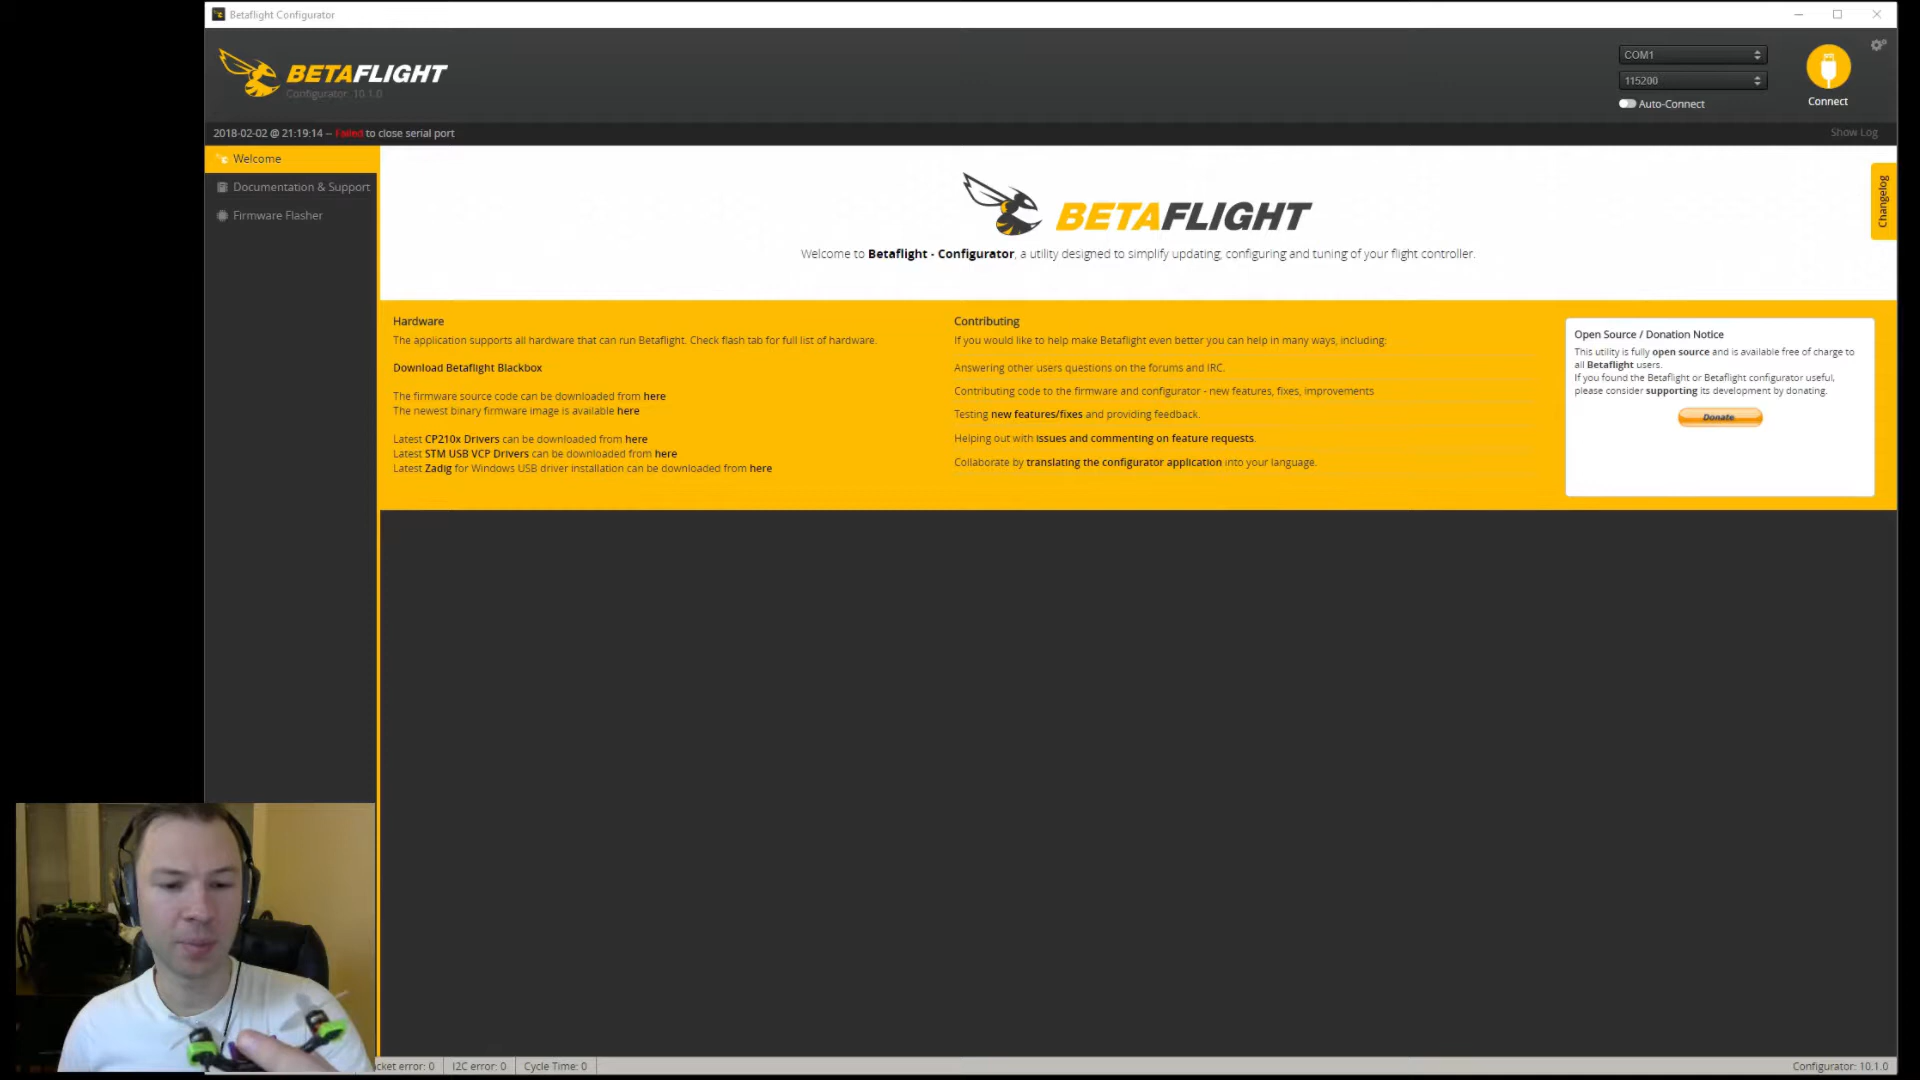 Betaflight Configurator
BETAFLIGHT
Configurator: 10.1.0
COM1
115200
Auto-Connect
Connect
2018-02-02 @ 21:19:14 -- Failed to close serial port
Show Log
Welcome
Documentation & Support
Firmware Flasher
BETAFLIGHT
Welcome to Betaflight - Configurator, a utility designed to simplify updating, configuring and tuning of your flight controller.
Changelog
Hardware
The application supports all hardware that can run Betaflight. Check flash tab for full list of hardware.
Download Betaflight Blackbox
The firmware source code can be downloaded from here
The newest binary firmware image is available here
Latest CP210x Drivers can be downloaded from here
Latest STM USB VCP Drivers can be downloaded from here
Latest Zadig for Windows USB driver installation can be downloaded from here
Contributing
If you would like to help make Betaflight even better you can help in many ways, including:
Answering other users questions on the forums and IRC.
Contributing code to the firmware and configurator - new features, fixes, improvements
Testing new features/fixes and providing feedback.
Helping out with issues and commenting on feature requests.
Collaborate by translating the configurator application into your language.
Open Source / Donation Notice
This utility is fully open source and is available free of charge to
all Betaflight users.
If you found the Betaflight or Betaflight configurator useful,
please consider supporting its development by donating.
Donate
cket error: 0
I2C error: 0
Cycle Time: 0
Configurator: 10.1.0